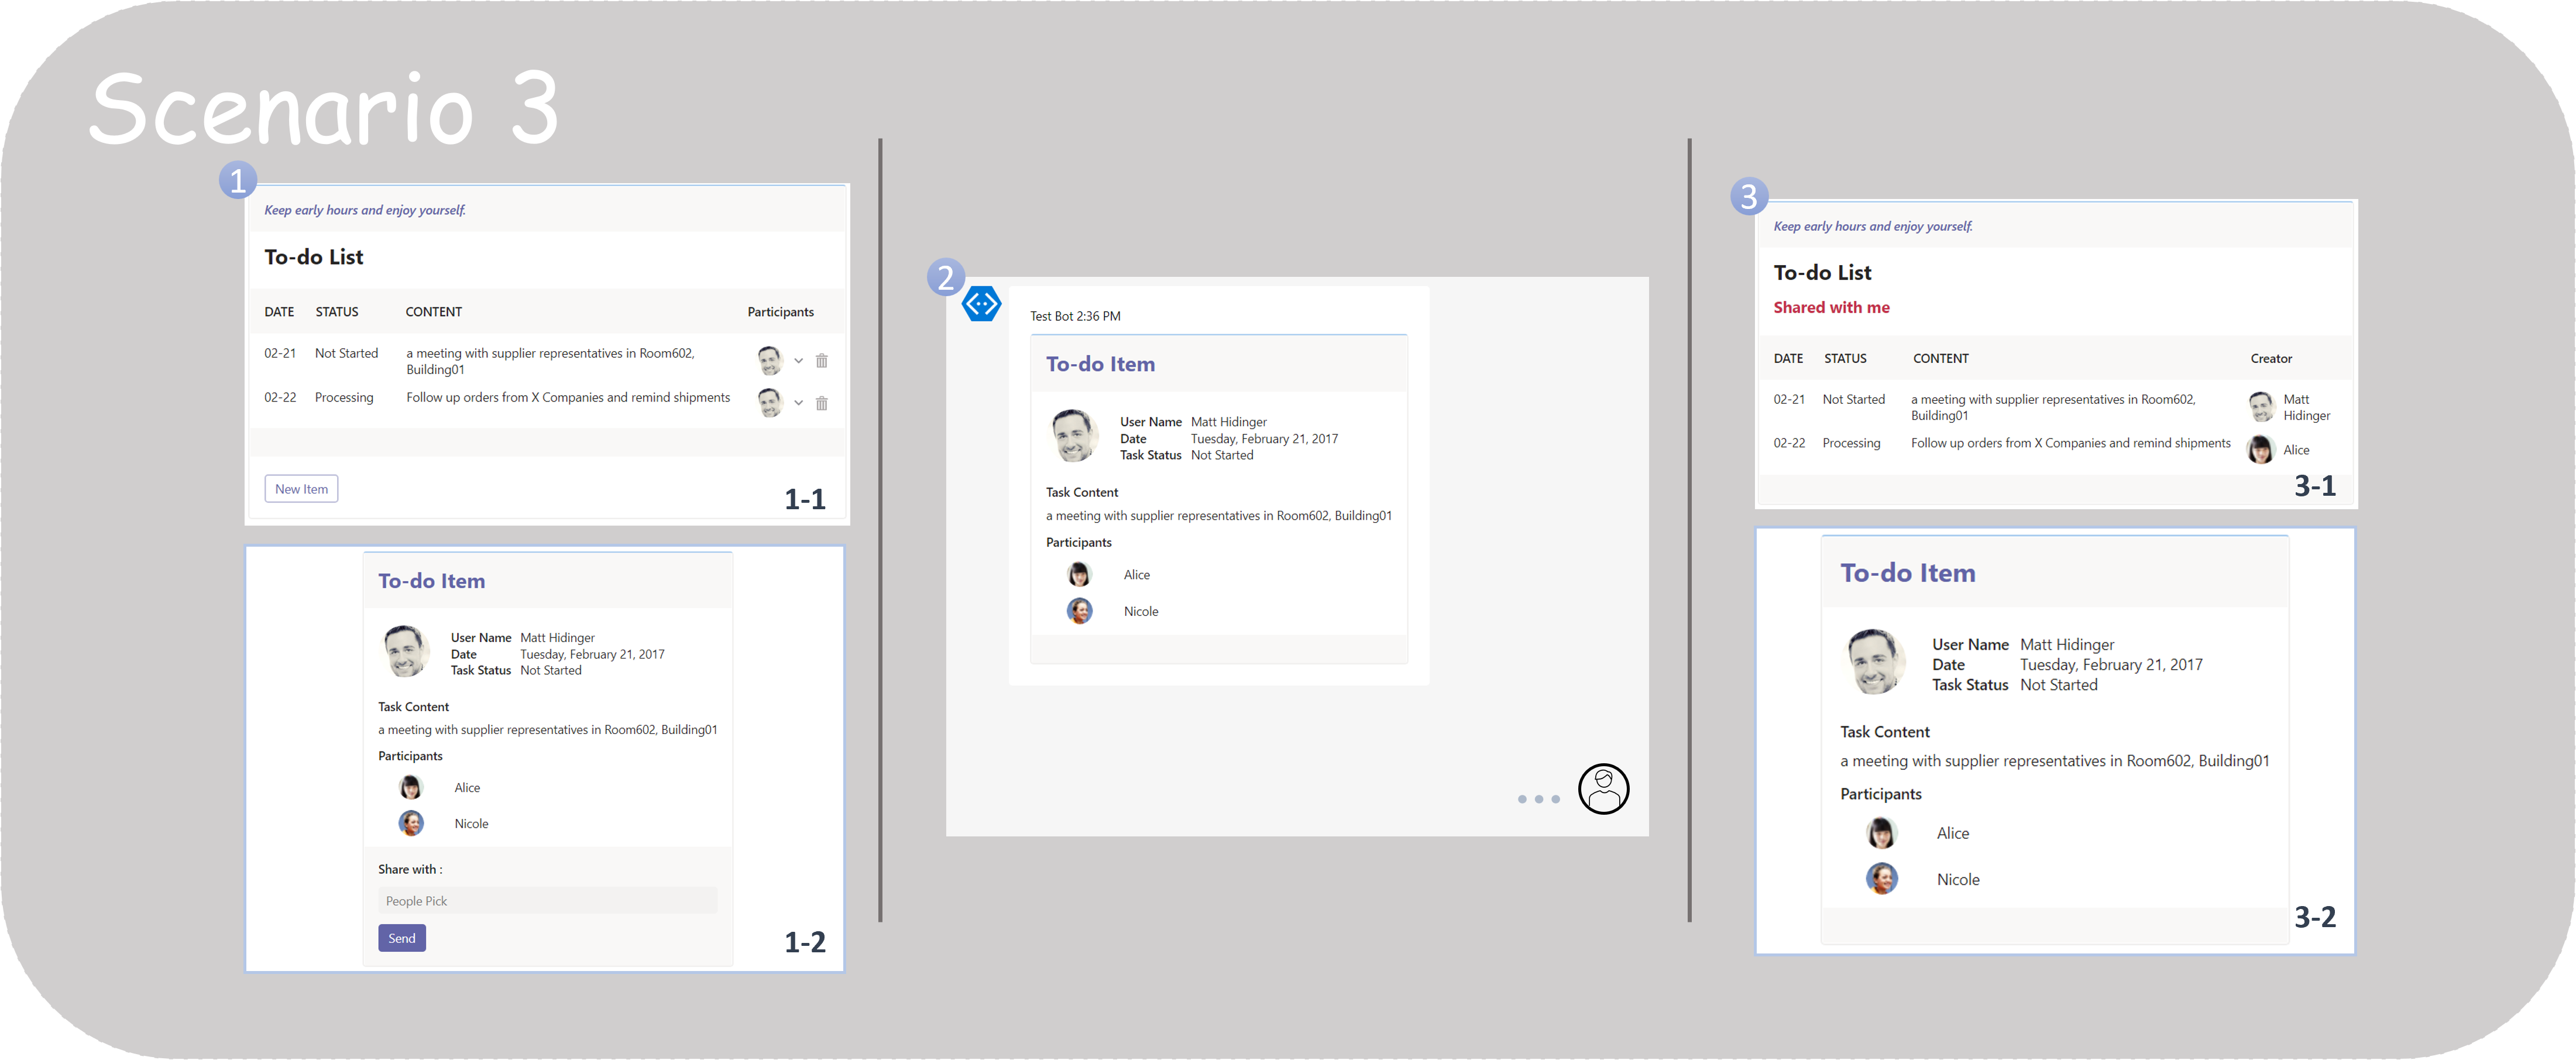 Scenario 3
1
Keep early hours and enjoy yourself.
To-do List
DATE STATUS CONTENT Participants
02-21 Not Started a meeting with supplier representatives in Room602,
Building01
02-22 Processing Follow up orders from X Companies and remind shipments
New Item
1-1
To-do Item
User Name Matt Hidinger
Date Tuesday, February 21, 2017
Task Status Not Started
Task Content
a meeting with supplier representatives in Room602, Building01
Participants
Alice
Nicole
Share with :
People Pick
Send
1-2
2
Test Bot 2:36 PM
To-do Item
User Name Matt Hidinger
Date Tuesday, February 21, 2017
Task Status Not Started
Task Content
a meeting with supplier representatives in Room602, Building01
Participants
Alice
Nicole
3
Keep early hours and enjoy yourself.
To-do List
Shared with me
DATE STATUS CONTENT Creator
02-21 Not Started a meeting with supplier representatives in Room602,
Building01
Matt
Hidinger
02-22 Processing Follow up orders from X Companies and remind shipments Alice
3-1
To-do Item
User Name Matt Hidinger
Date Tuesday, February 21, 2017
Task Status Not Started
Task Content
a meeting with supplier representatives in Room602, Building01
Participants
Alice
Nicole
3-2